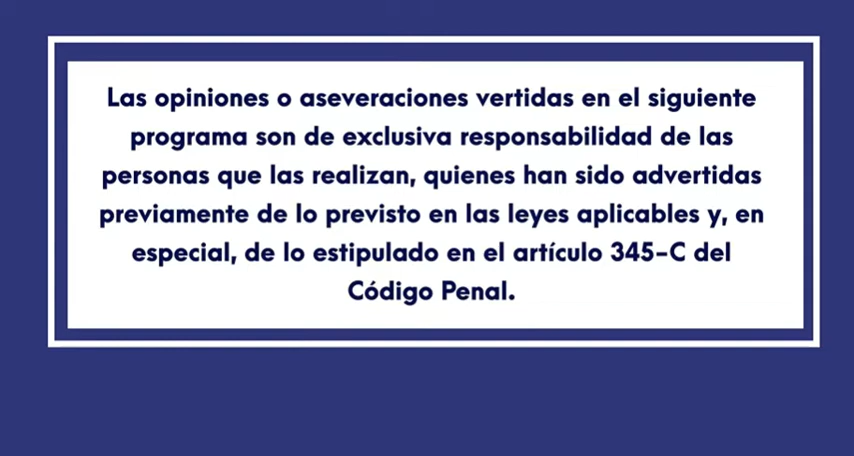 Las opiniones o aseveraciones vertidas en el siguiente
programa son de exclusiva responsabilidad de las
personas que las realizan, quienes han sido advertidas
previamente de lo previsto en las leyes aplicables y, en
especial, de lo estipulado en el artículo 345-C del
Código Penal.